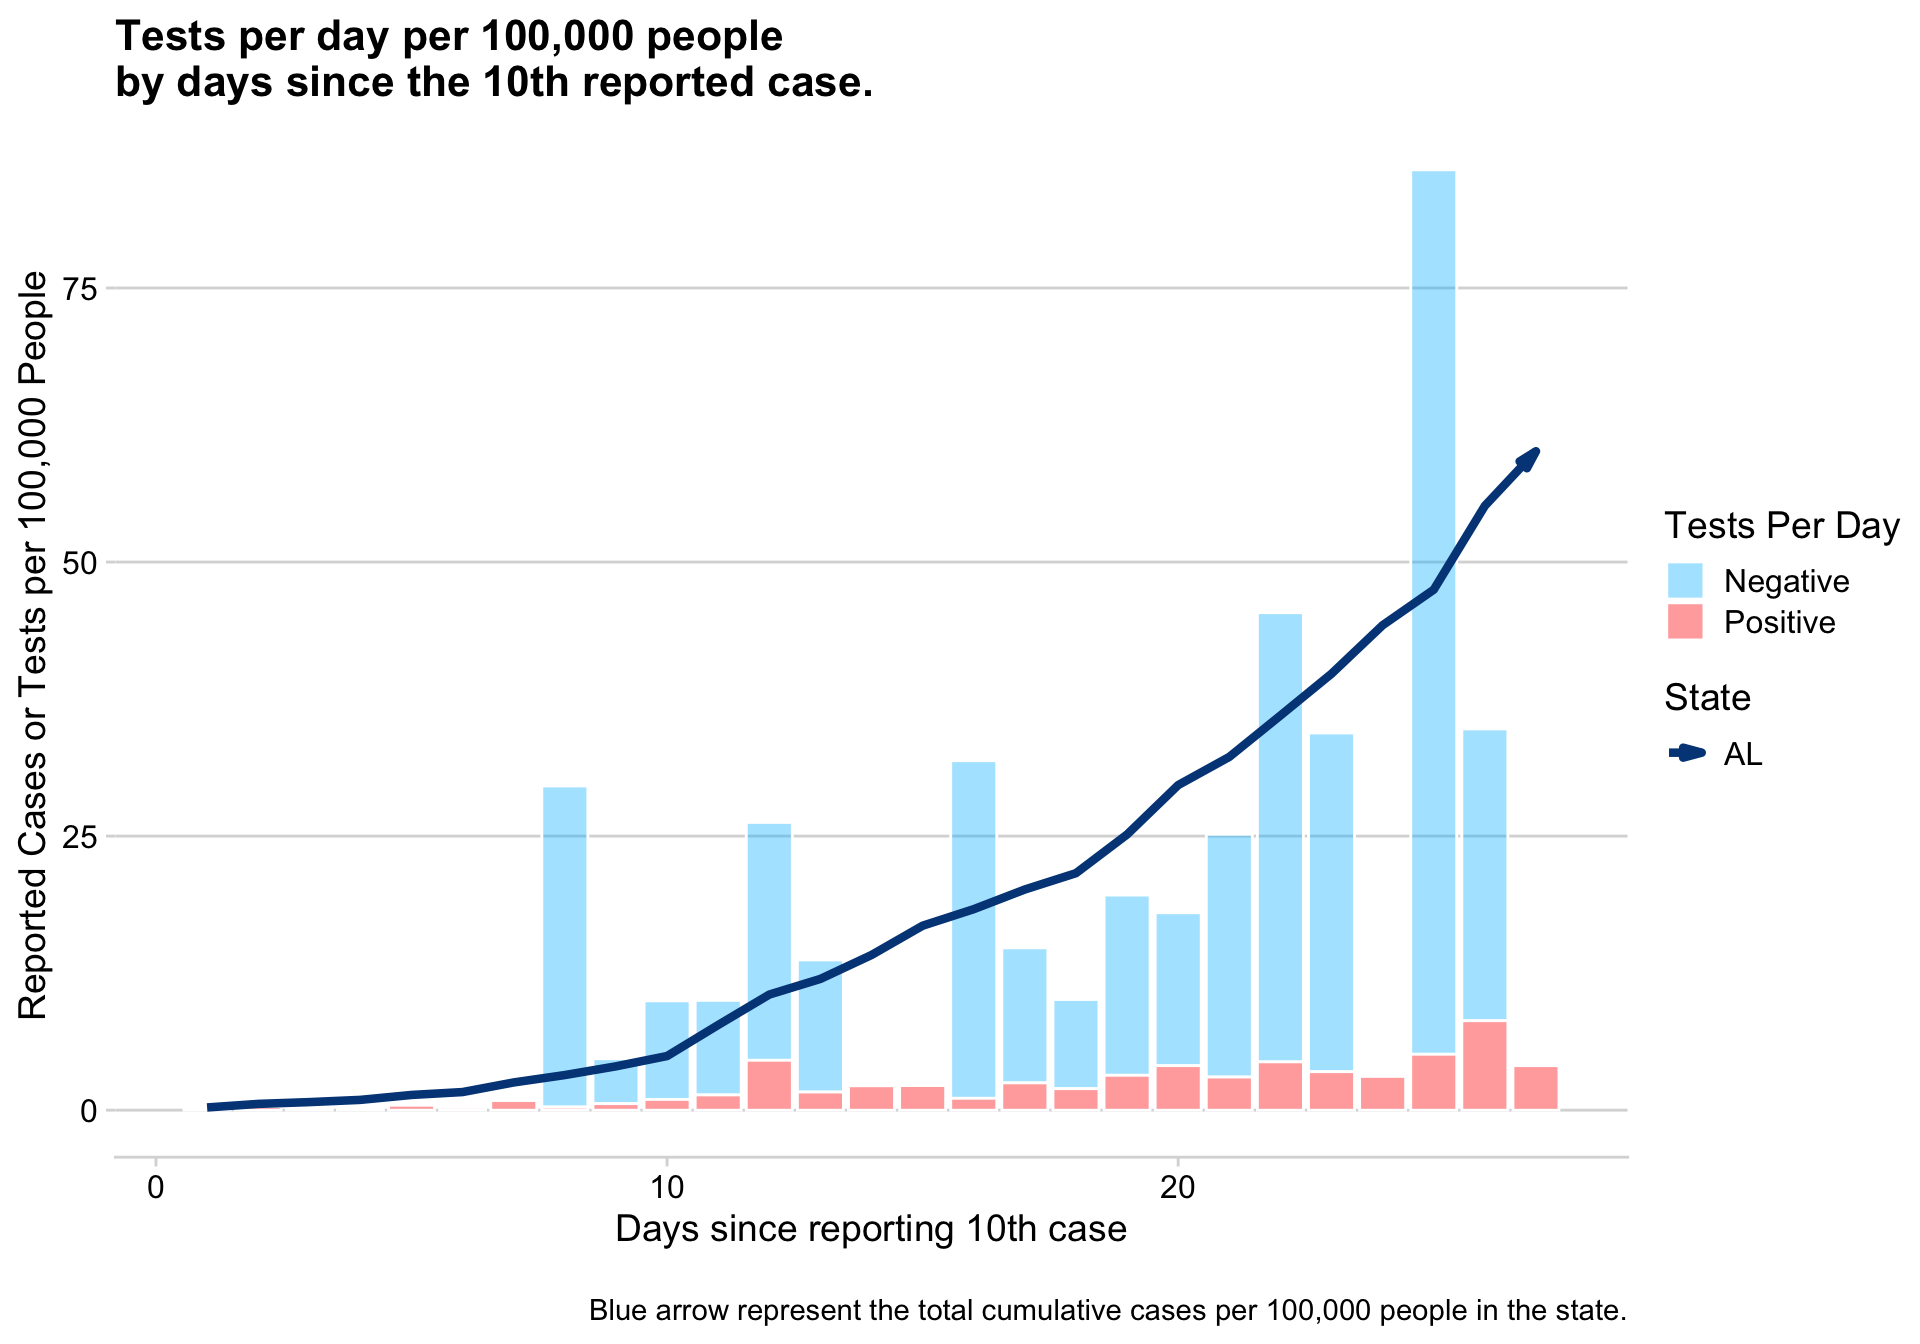 Tests per day per 100,000 people
by days since the 10th reported case.
Reported Cases or Tests per 100,000 People
75
50
25
0
0
10
20
Days since reporting 10th case
Tests Per Day
Negative
Positive
State
AL
Blue arrow represent the total cumulative cases per 100,000 people in the state.